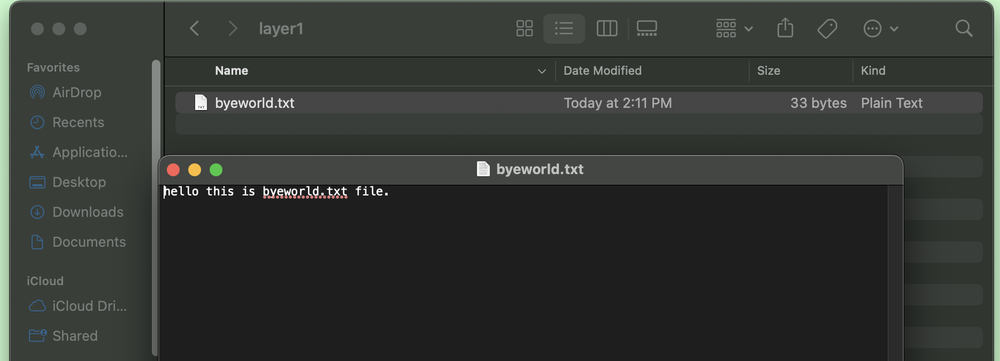 layer1
Favorites
AirDrop
Recents
Applicatio...
Desktop
Downloads
Documents
iCloud
iCloud Dri...
Shared
Name Date Modified Size Kind
TXT
byeworld.txt Today at 2:11 PM 33 bytes Plain Text
byeworld.txt
hello this is byeworld.txt file.